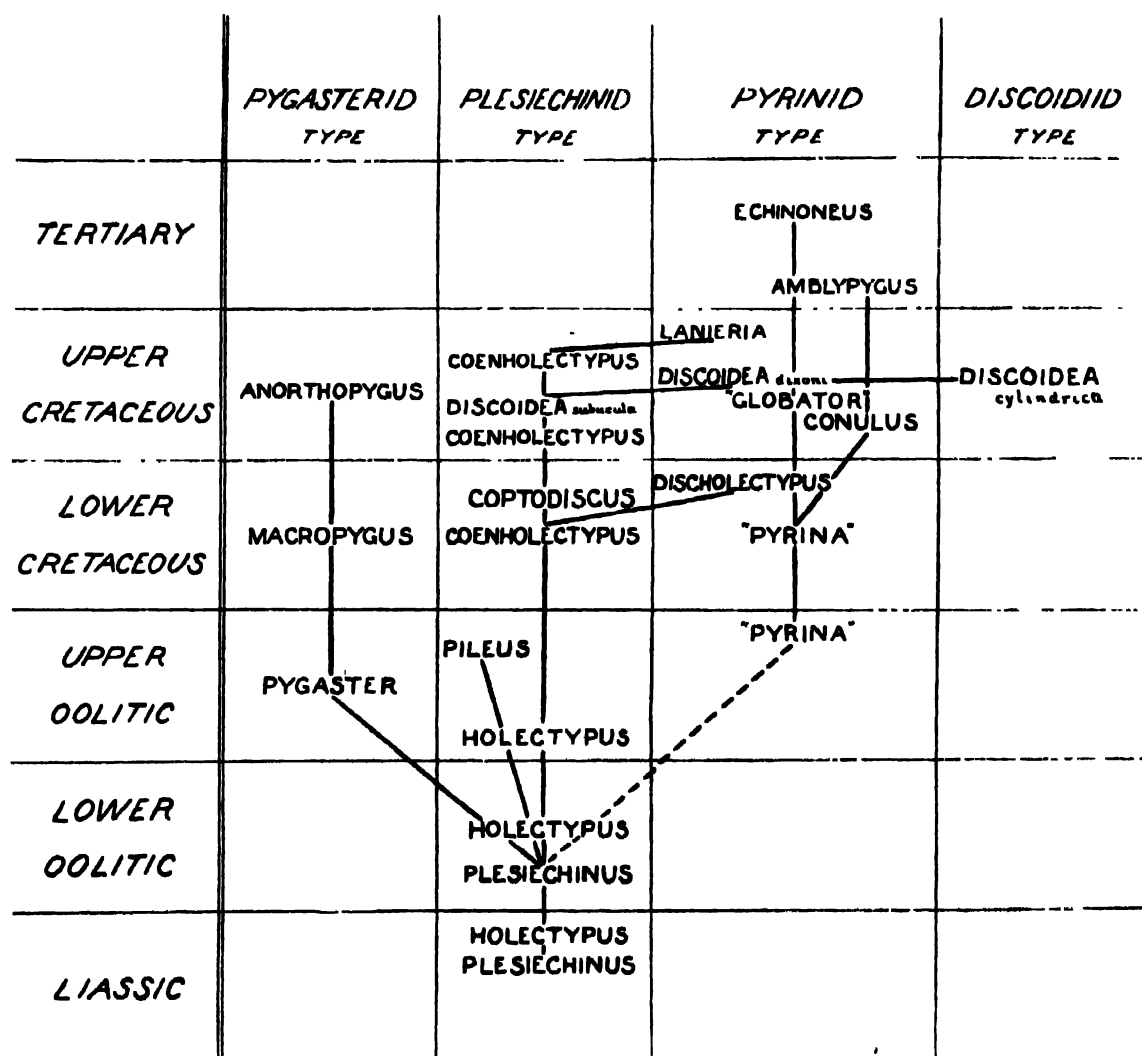 PYGASTERID PLESIECHINID PYRINID DISCOIDIID
TYPE TYPE TYPE TYPE
TERTIARY
ECHINONEUS
AMBLYPYGUS
UPPER
CRETACEOUS
LANIERIA
COENHOLECTYPUS
ANORTHOPYGUS
DISCOIDEA dixoni
DISCOIDEA
cylindrica
"GLOBATOR"
DISCOIDEA subucula
CONULUS
COENHOLECTYPUS
LOWER
CRETACEOUS
DISCHOLECTYPUS
COPTODISCUS
MACROPYGUS COENHOLECTYPUS "PYRINA"
UPPER
OOLITIC
"PYRINA"
PILEUS
PYGASTER
HOLECTYPUS
LOWER
OOLITIC
HOLECTYPUS
PLESIECHINUS
LIASSIC
HOLECTYPUS
PLESIECHINUS